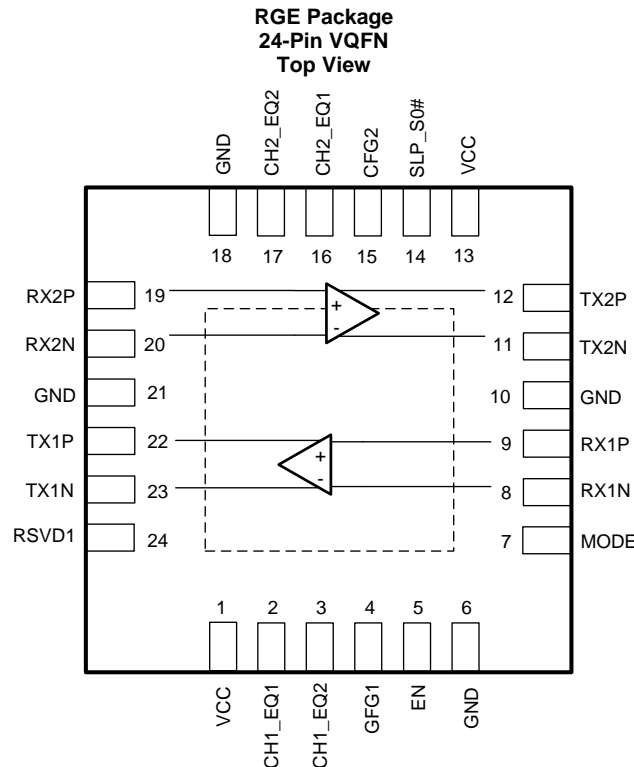 RGE Package
24-Pin VQFN
Top View
GND
CH2_EQ2
CH2_EQ1
CFG2
SLP_S0#
VCC
18
17
16
15
14
13
RX2P
19
+
12
TX2P
RX2N
20
-
11
TX2N
GND
21
10
GND
TX1P
22
+
9
RX1P
TX1N
23
-
8
RX1N
RSVD1
24
7
MODE
1
2
3
4
5
6
VCC
CH1_EQ1
CH1_EQ2
GFG1
EN
GND